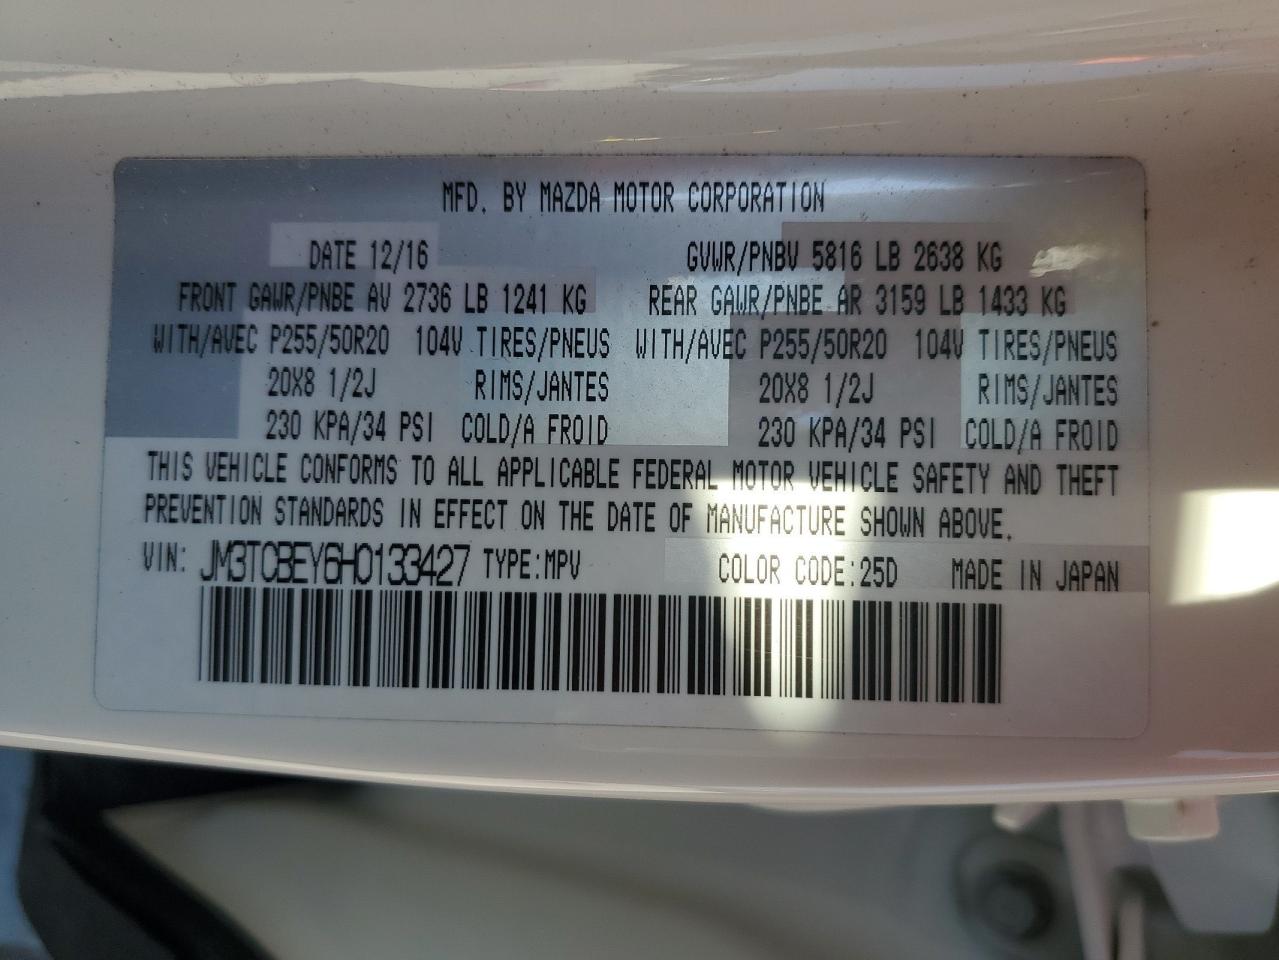 MFD. BY MAZDA MOTOR CORPORATION
DATE 12/16 GVWR/PNBV 5816 LB 2638 KG
FRONT GAWR/PNBE AV 2736 LB 1241 KG REAR GAWR/PNBE AR 3159 LB 1433 KG
WITH/AVEC P255/50R20 104V TIRES/PNEUS WITH/AVEC P255/50R20 104V TIRES/PNEUS
20X8 1/2J RIMS/JANTES 20X8 1/2J RIMS/JANTES
230 KPA/34 PSI COLD/A FROID 230 KPA/34 PSI COLD/A FROID
THIS VEHICLE CONFORMS TO ALL APPLICABLE FEDERAL MOTOR VEHICLE SAFETY AND THEFT
PREVENTION STANDARDS IN EFFECT ON THE DATE OF MANUFACTURE SHOWN ABOVE.
VIN: JM3TCBEY6H0133427 TYPE:MPV COLOR CODE:25D MADE IN JAPAN